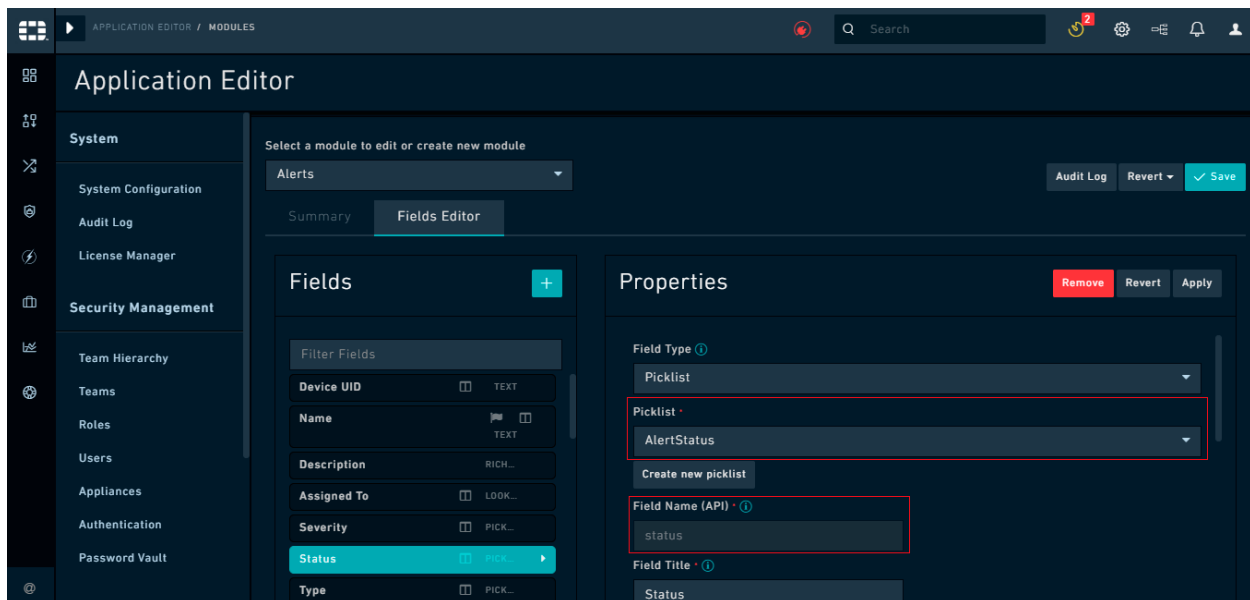 APPLICATION EDITOR / MODULES
2
Search
Application Editor
System
System Configuration
Audit Log
License Manager
Security Management
Team Hierarchy
Teams
Roles
Users
Appliances
Authentication
Password Vault
@
Select a module to edit or create new module
Alerts
Audit Log
Revert
Save
Summary
Fields Editor
Fields
+
Filter Fields
Device UID TEXT
Name
TEXT
Description RICH...
Assigned To LOOK...
Severity PICK...
Status PICK...
Type PICK...
Properties
Remove
Revert
Apply
Field Type
Picklist
Picklist
AlertStatus
Create new picklist
Field Name (API)
status
Field Title
Status